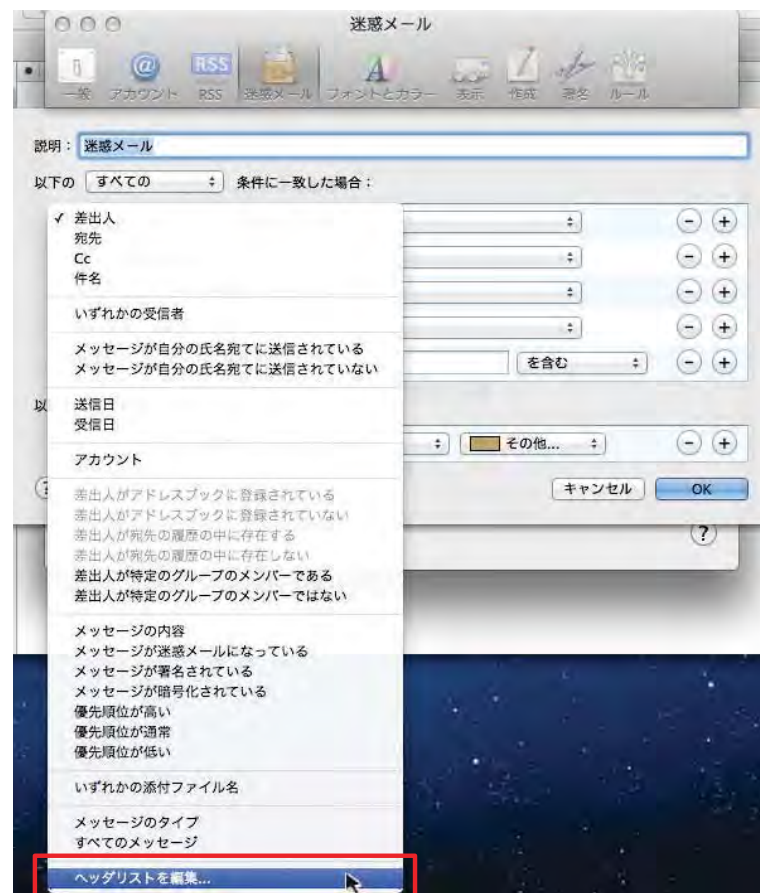 迷惑メール
一般 アカウント RSS 迷惑メール フォントとカラー 表示 作成 署名 ルール
説明： 迷惑メール
以下の すべての 条件に一致した場合：
✓ 差出人
宛先
Cc
件名
いずれかの受信者
メッセージが自分の氏名宛てに送信されている
メッセージが自分の氏名宛てに送信されていない
を含む
以
送信日
受信日
その他...
アカウント
キャンセル OK
差出人がアドレスブックに登録されている
差出人がアドレスブックに登録されていない
差出人が宛先の履歴の中に存在する
差出人が宛先の履歴の中に存在しない
差出人が特定のグループのメンバーである
差出人が特定のグループのメンバーではない
?
メッセージの内容
メッセージが迷惑メールになっている
メッセージが署名されている
メッセージが暗号化されている
優先順位が高い
優先順位が通常
優先順位が低い
いずれかの添付ファイル名
メッセージのタイプ
すべてのメッセージ
ヘッダリストを編集...